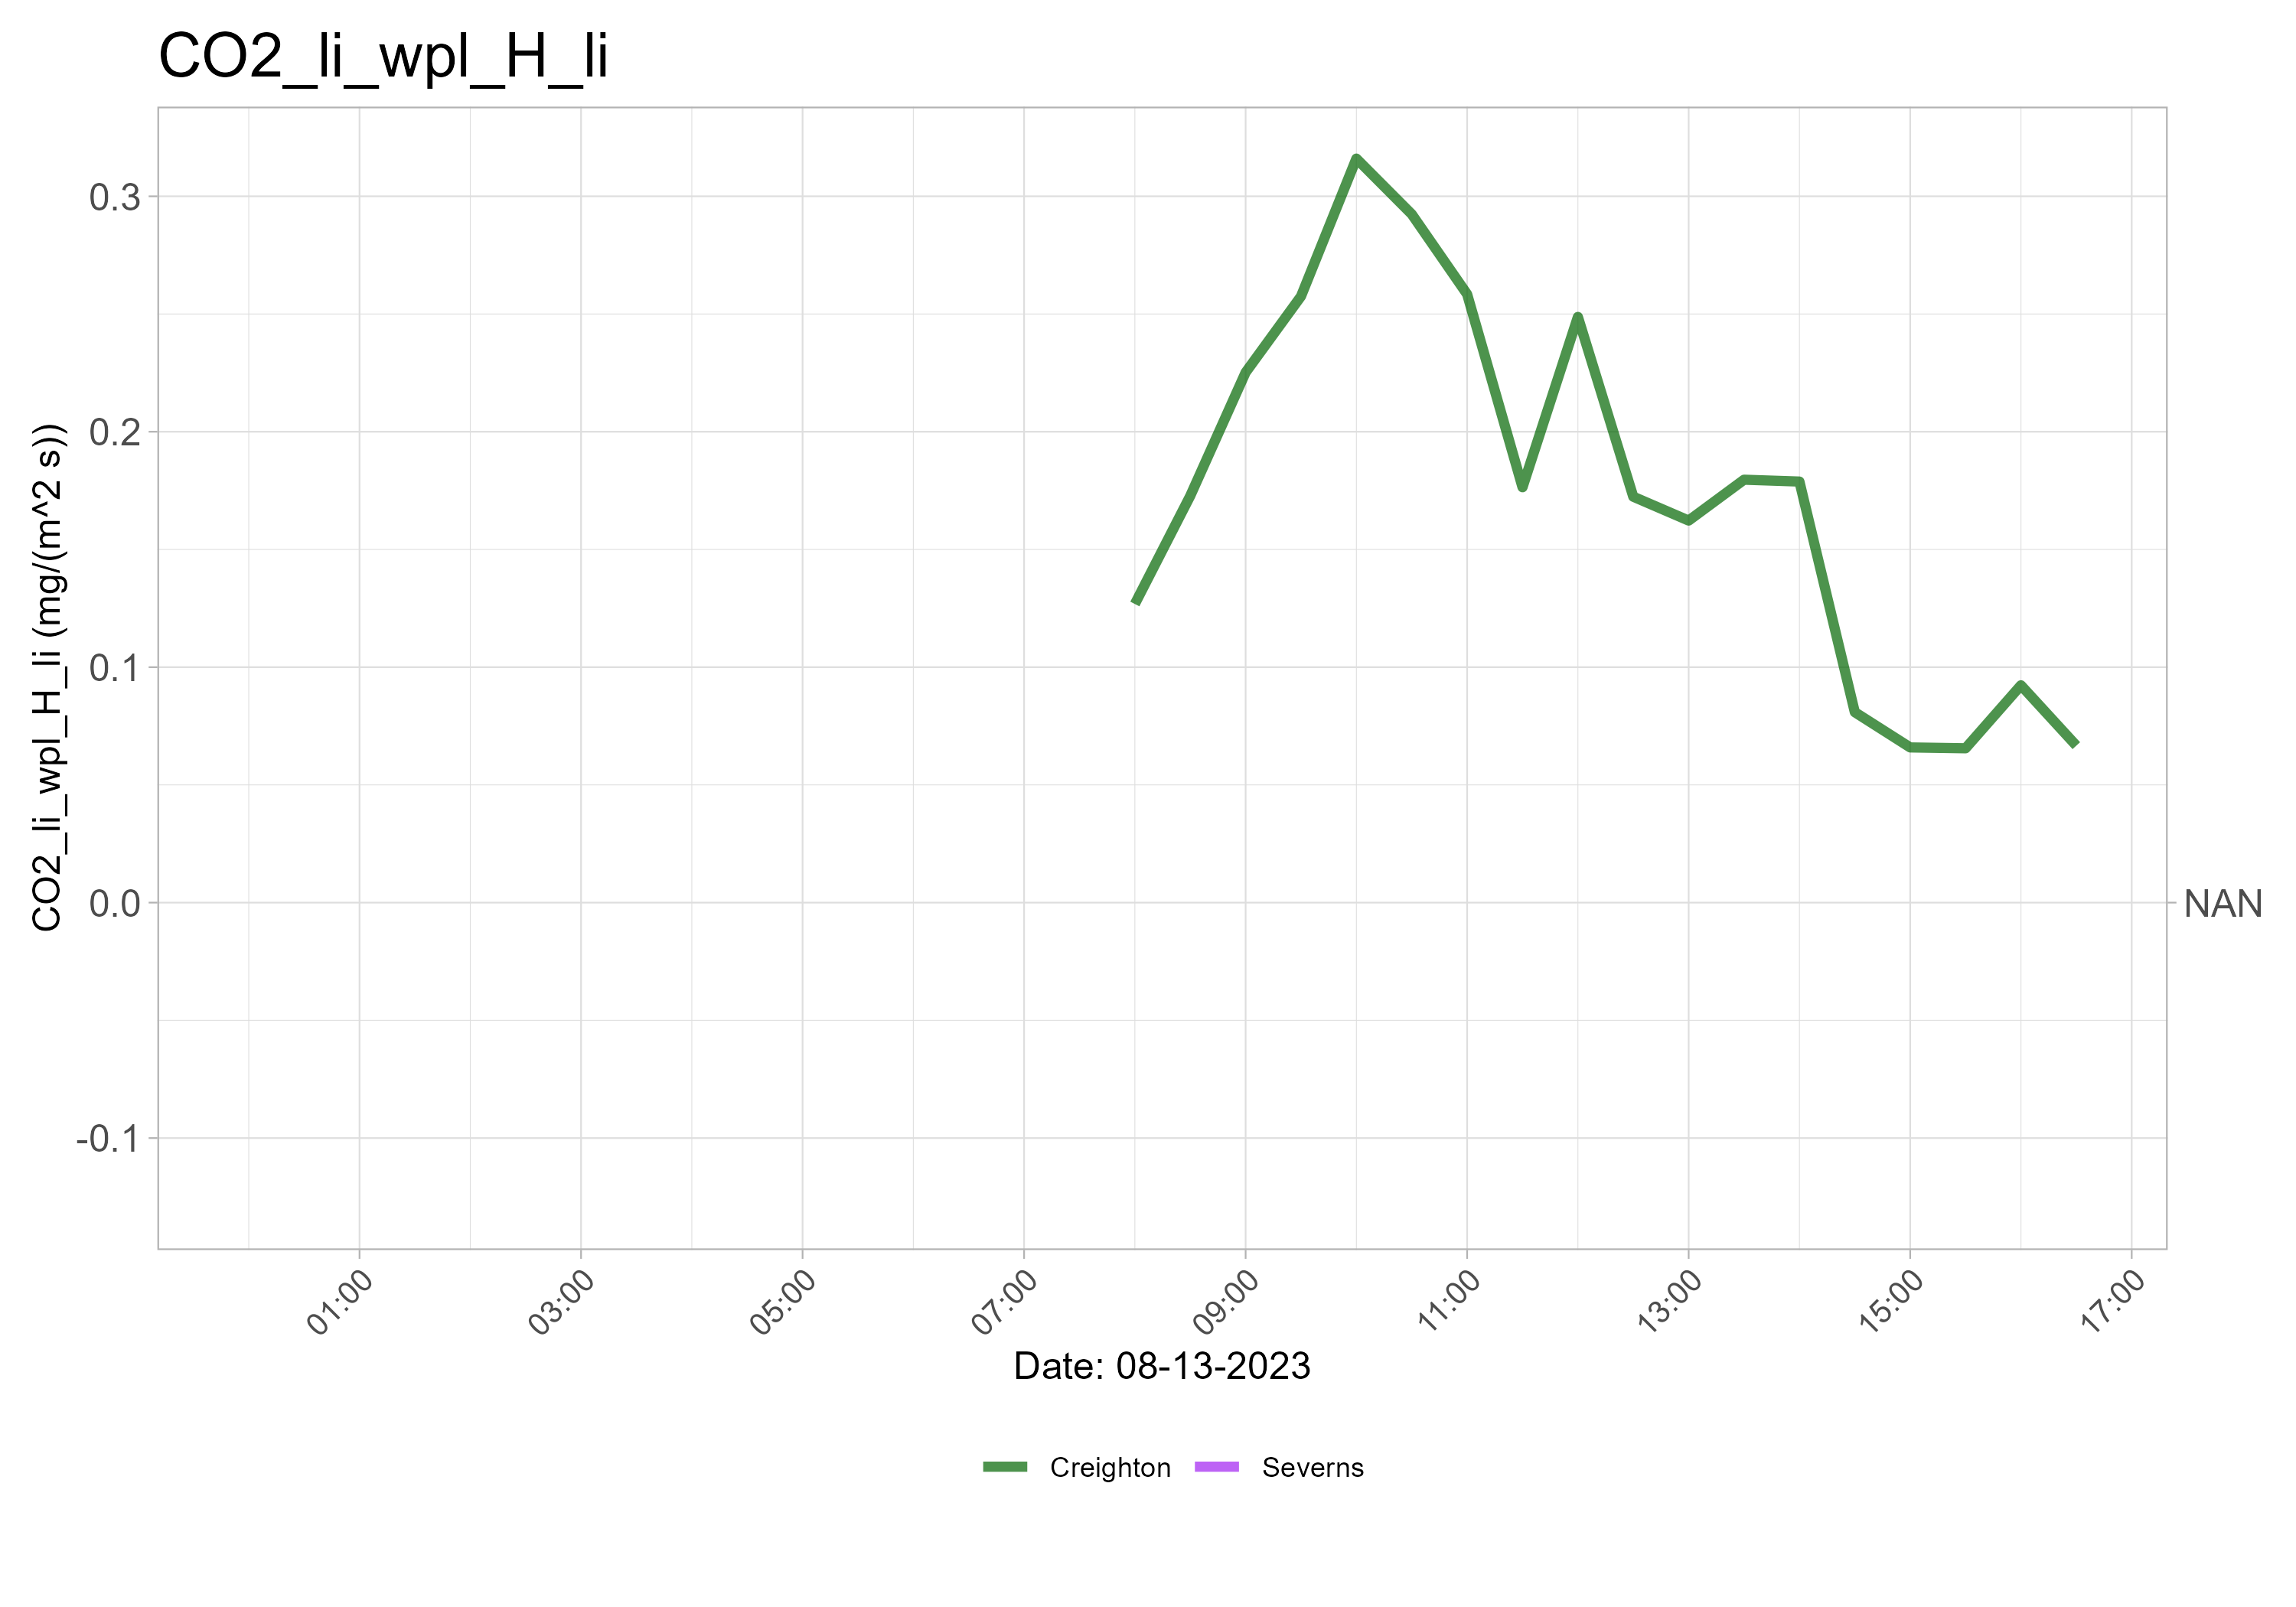 CO2_li_wpl_H_li
CO2_li_wpl_H_li (mg/(m^2 s))
0.3
0.2
0.1
0.0
-0.1
NAN
01:00
03:00
05:00
07:00
09:00
11:00
13:00
15:00
17:00
Date: 08-13-2023
Creighton Severns